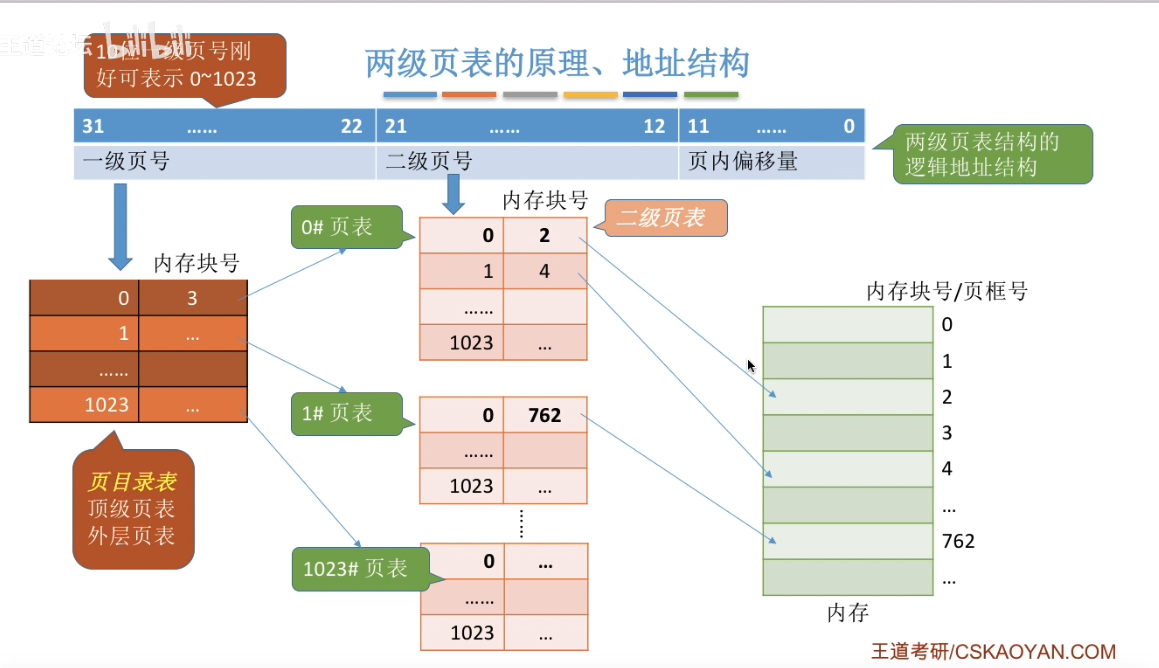 王道论坛 bilibili
10位一级页号刚
好可表示 0~1023
两级页表的原理、地址结构
31 …… 22 21 …… 12 11 …… 0
一级页号 二级页号 页内偏移量
两级页表结构的
逻辑地址结构
内存块号
0 3
1 …
……
1023 …
页目录表
顶级页表
外层页表
0# 页表
内存块号
二级页表
0 2
1 4
……
1023 …
1# 页表
0 762
……
1023 …
1023# 页表
0 …
……
1023 …
内存块号/页框号
0
1
2
3
4
…
762
…
内存
王道考研/CSKAOYAN.COM